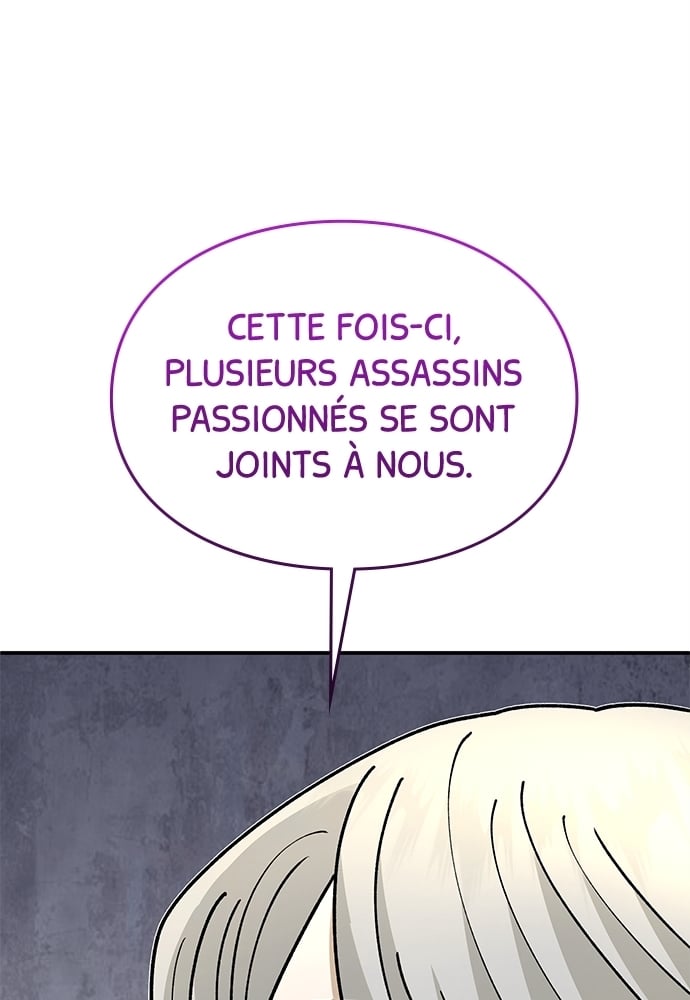 CETTE FOIS-CI,
PLUSIEURS ASSASSINS
PASSIONNÉS SE SONT
JOINTS À NOUS.